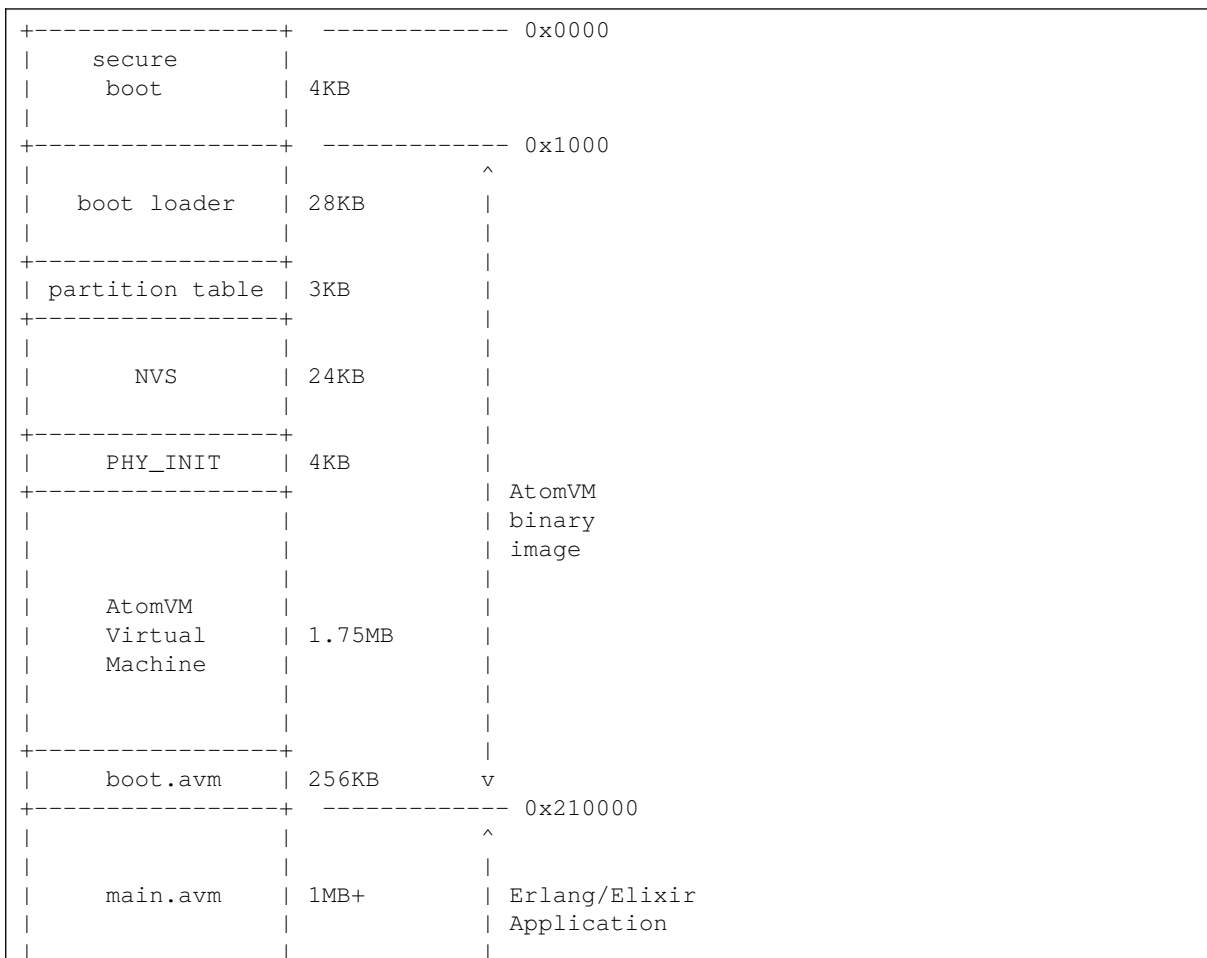 +-----------------+  ------------- 0x0000
|     secure      |
|      boot       | 4KB
|                 |
+-----------------+  ------------- 0x1000
|                 |             ^
|   boot loader   | 28KB        |
|                 |             |
+-----------------+             |
| partition table | 3KB         |
+-----------------+             |
|                 |             |
|       NVS       | 24KB        |
|                 |             |
+-----------------+             |
|     PHY_INIT    | 4KB         |
+-----------------+             | AtomVM
|                 |             | binary
|                 |             | image
|                 |             |
|     AtomVM      |             |
|     Virtual     | 1.75MB      |
|     Machine     |             |
|                 |             |
|                 |             |
+-----------------+             |
|     boot.avm    | 256KB       v
+-----------------+  ------------- 0x210000
|                 |             ^
|                 |             |
|     main.avm    | 1MB+        | Erlang/Elixir
|                 |             | Application
|                 |             |